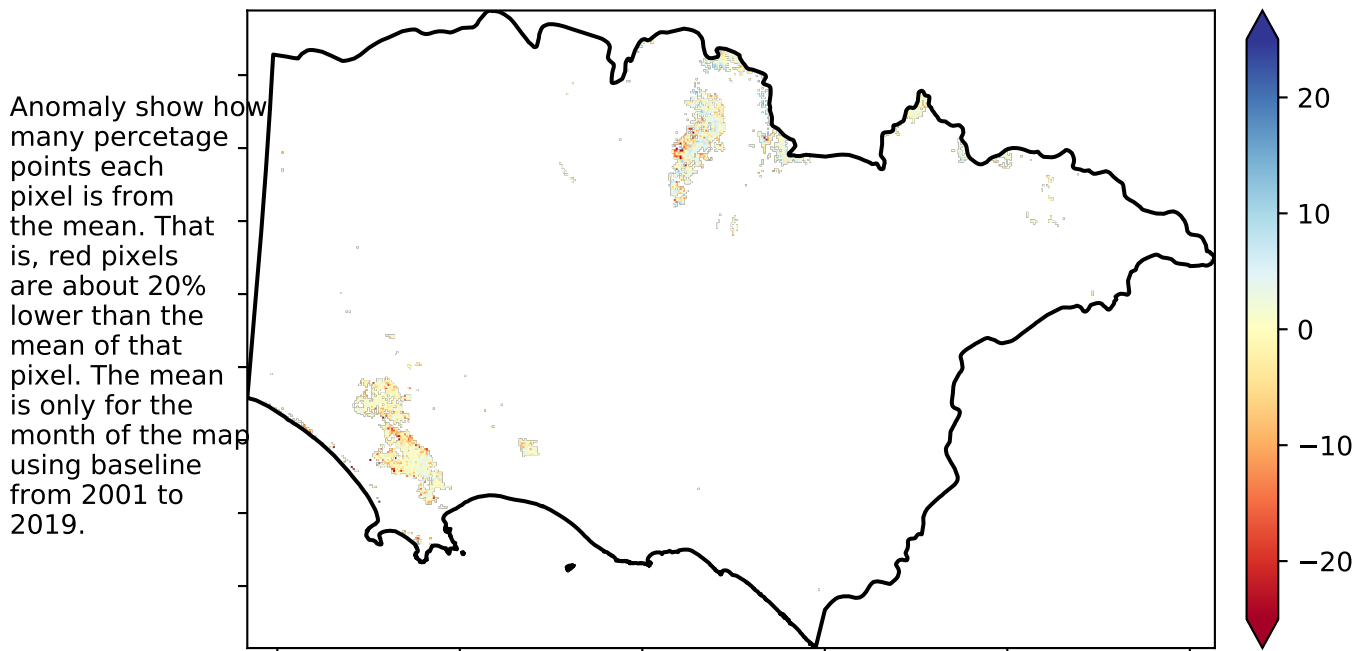 Anomaly show how
many percetage
points each
pixel is from
the mean. That
is, red pixels
are about 20%
lower than the
mean of that
pixel. The mean
is only for the
month of the map
using baseline
from 2001 to
2019.
20
10
0
−10
−20